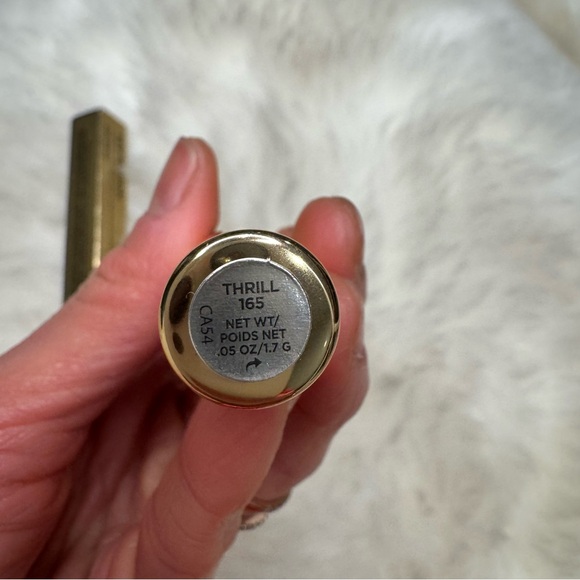 THRILL
165
NET WT/
POIDS NET
.05 OZ/1.7 G
CA54